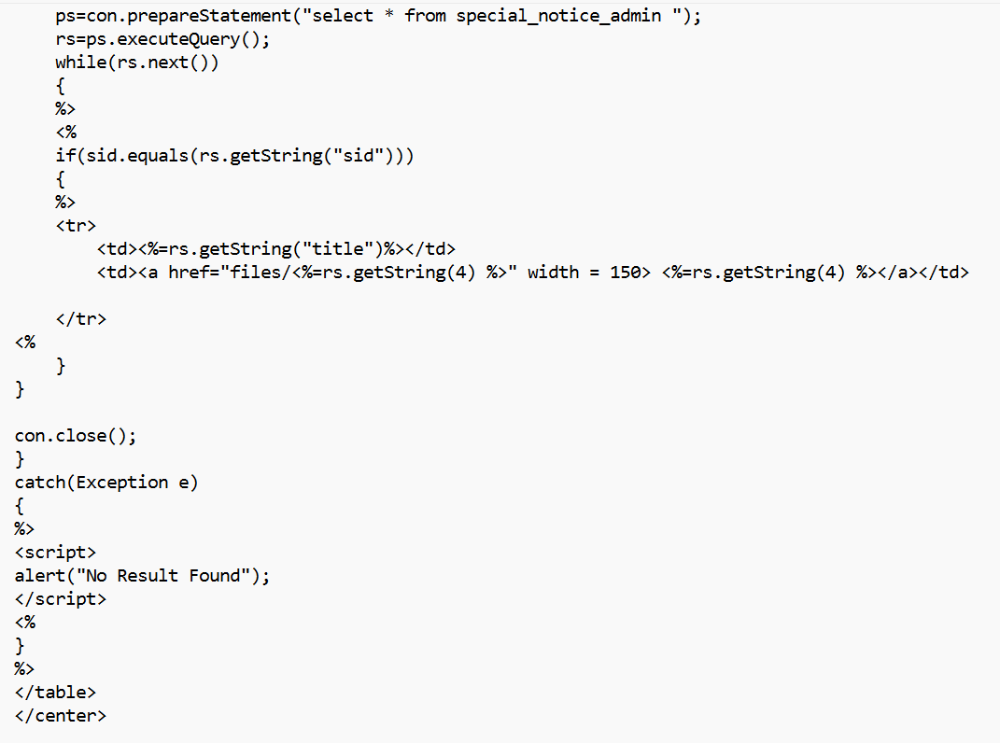 ps=con.prepareStatement("select * from special_notice_admin ");
rs=ps.executeQuery();
while(rs.next())
{
%>
<%
if(sid.equals(rs.getString("sid")))
{
%>
<tr>
<td><%=rs.getString("title")%></td>
<td><a href="files/<%=rs.getString(4) %>" width = 150> <%=rs.getString(4) %></a></td>
</tr>
<%
}
}
con.close();
}
catch(Exception e)
{
%>
<script>
alert("No Result Found");
</script>
<%
}
%>
</table>
</center>